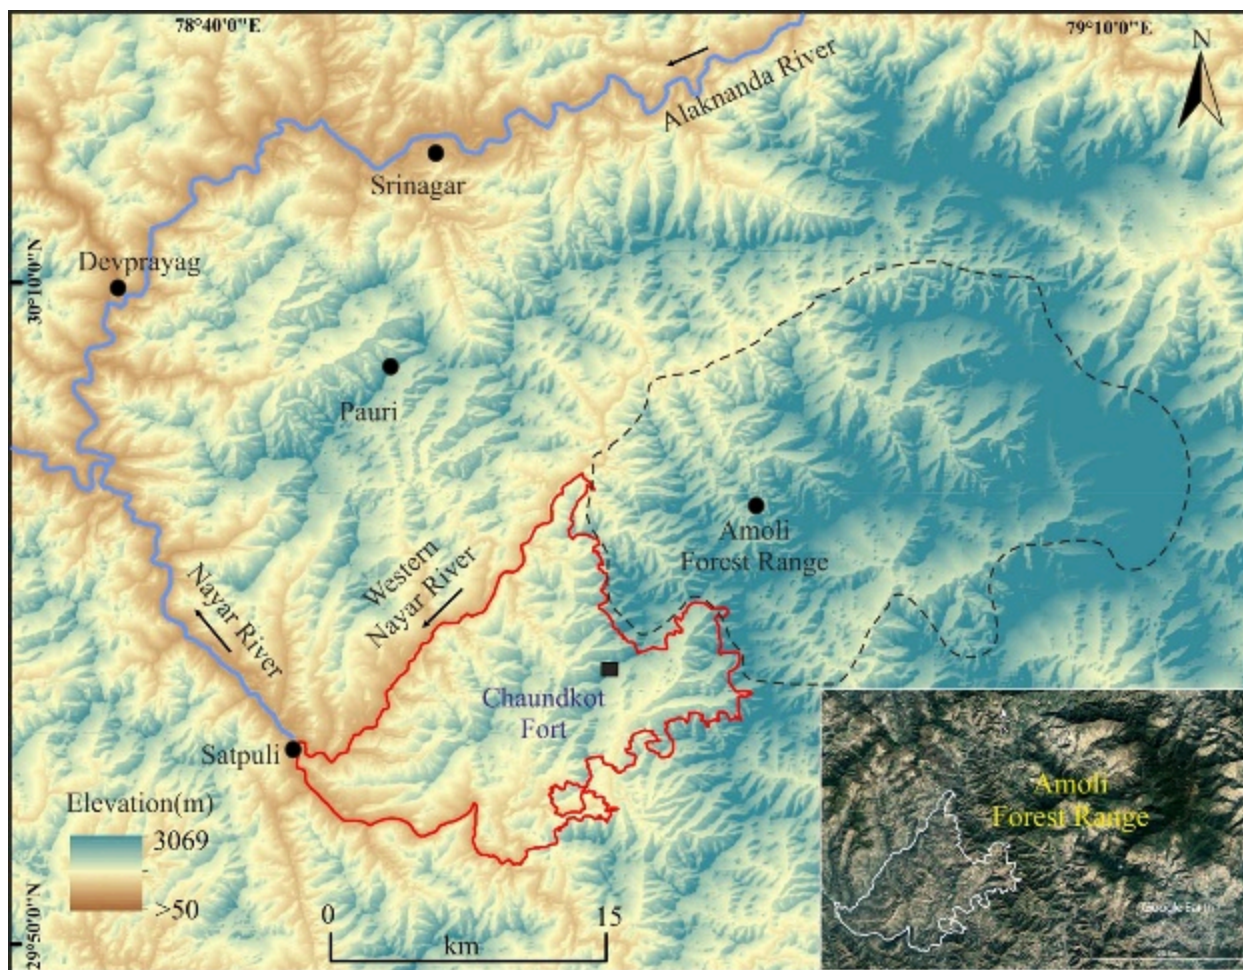 78°40'0"E
79°10'0"E
N
Alaknanda River
Srinagar
Devprayag
30°10'0"N
Pauri
Amoli
Forest Range
Western
Nayar River
Nayar River
Chaundkot
Fort
Satpuli
Elevation(m)
3069
>50
0
15
km
29°50'0"N
Amoli
Forest Range
Google Earth